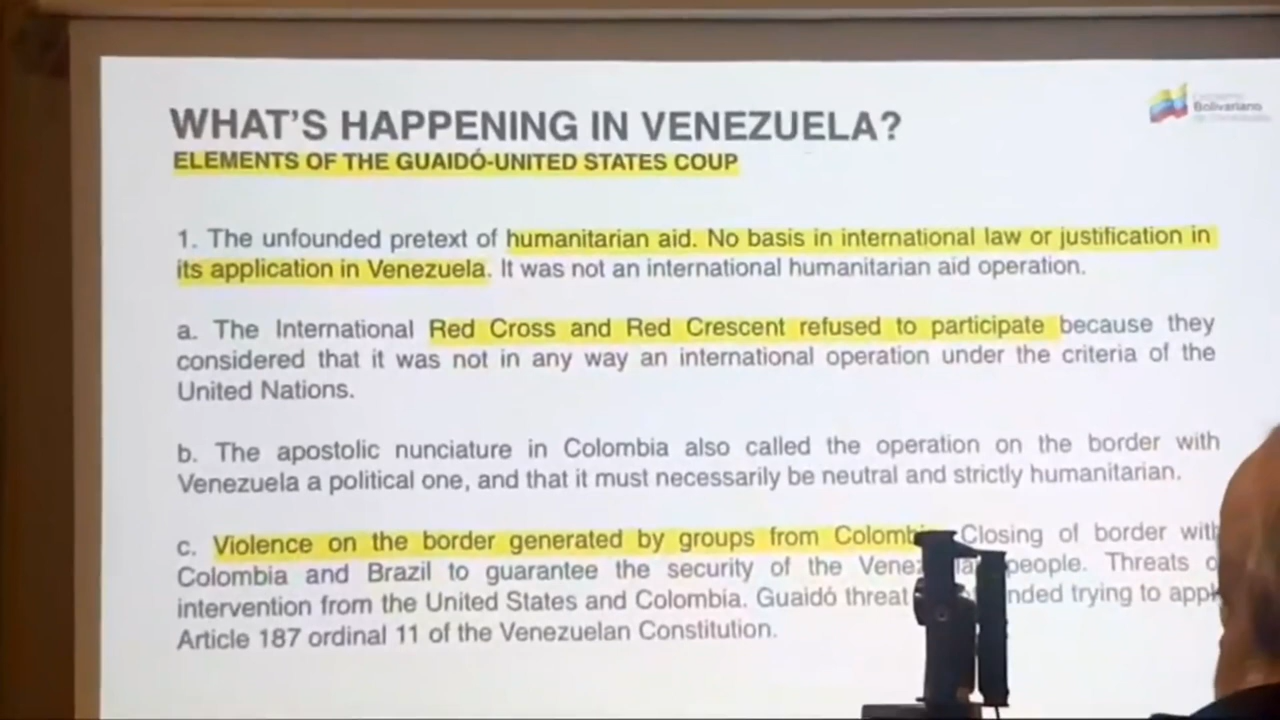 WHAT'S HAPPENING IN VENEZUELA?
Bolivariano
ELEMENTS OF THE GUAIDÓ-UNITED STATES COUP
1. The unfounded pretext of humanitarian aid. No basis in international law or justification in
its application in Venezuela. It was not an international humanitarian aid operation.
a. The International Red Cross and Red Crescent refused to participate because they
considered that it was not in any way an international operation under the criteria of the
United Nations.
b. The apostolic nunciature in Colombia also called the operation on the border with
Venezuela a political one, and that it must necessarily be neutral and strictly humanitarian.
c. Violence on the border generated by groups from Closing of border with
Colombia and Brazil to guarantee the security of the people. Threats
intervention from the United States and Colombia. Guaidó trying to
Article 187 ordinal 11 of the Venezuelan Constitution.